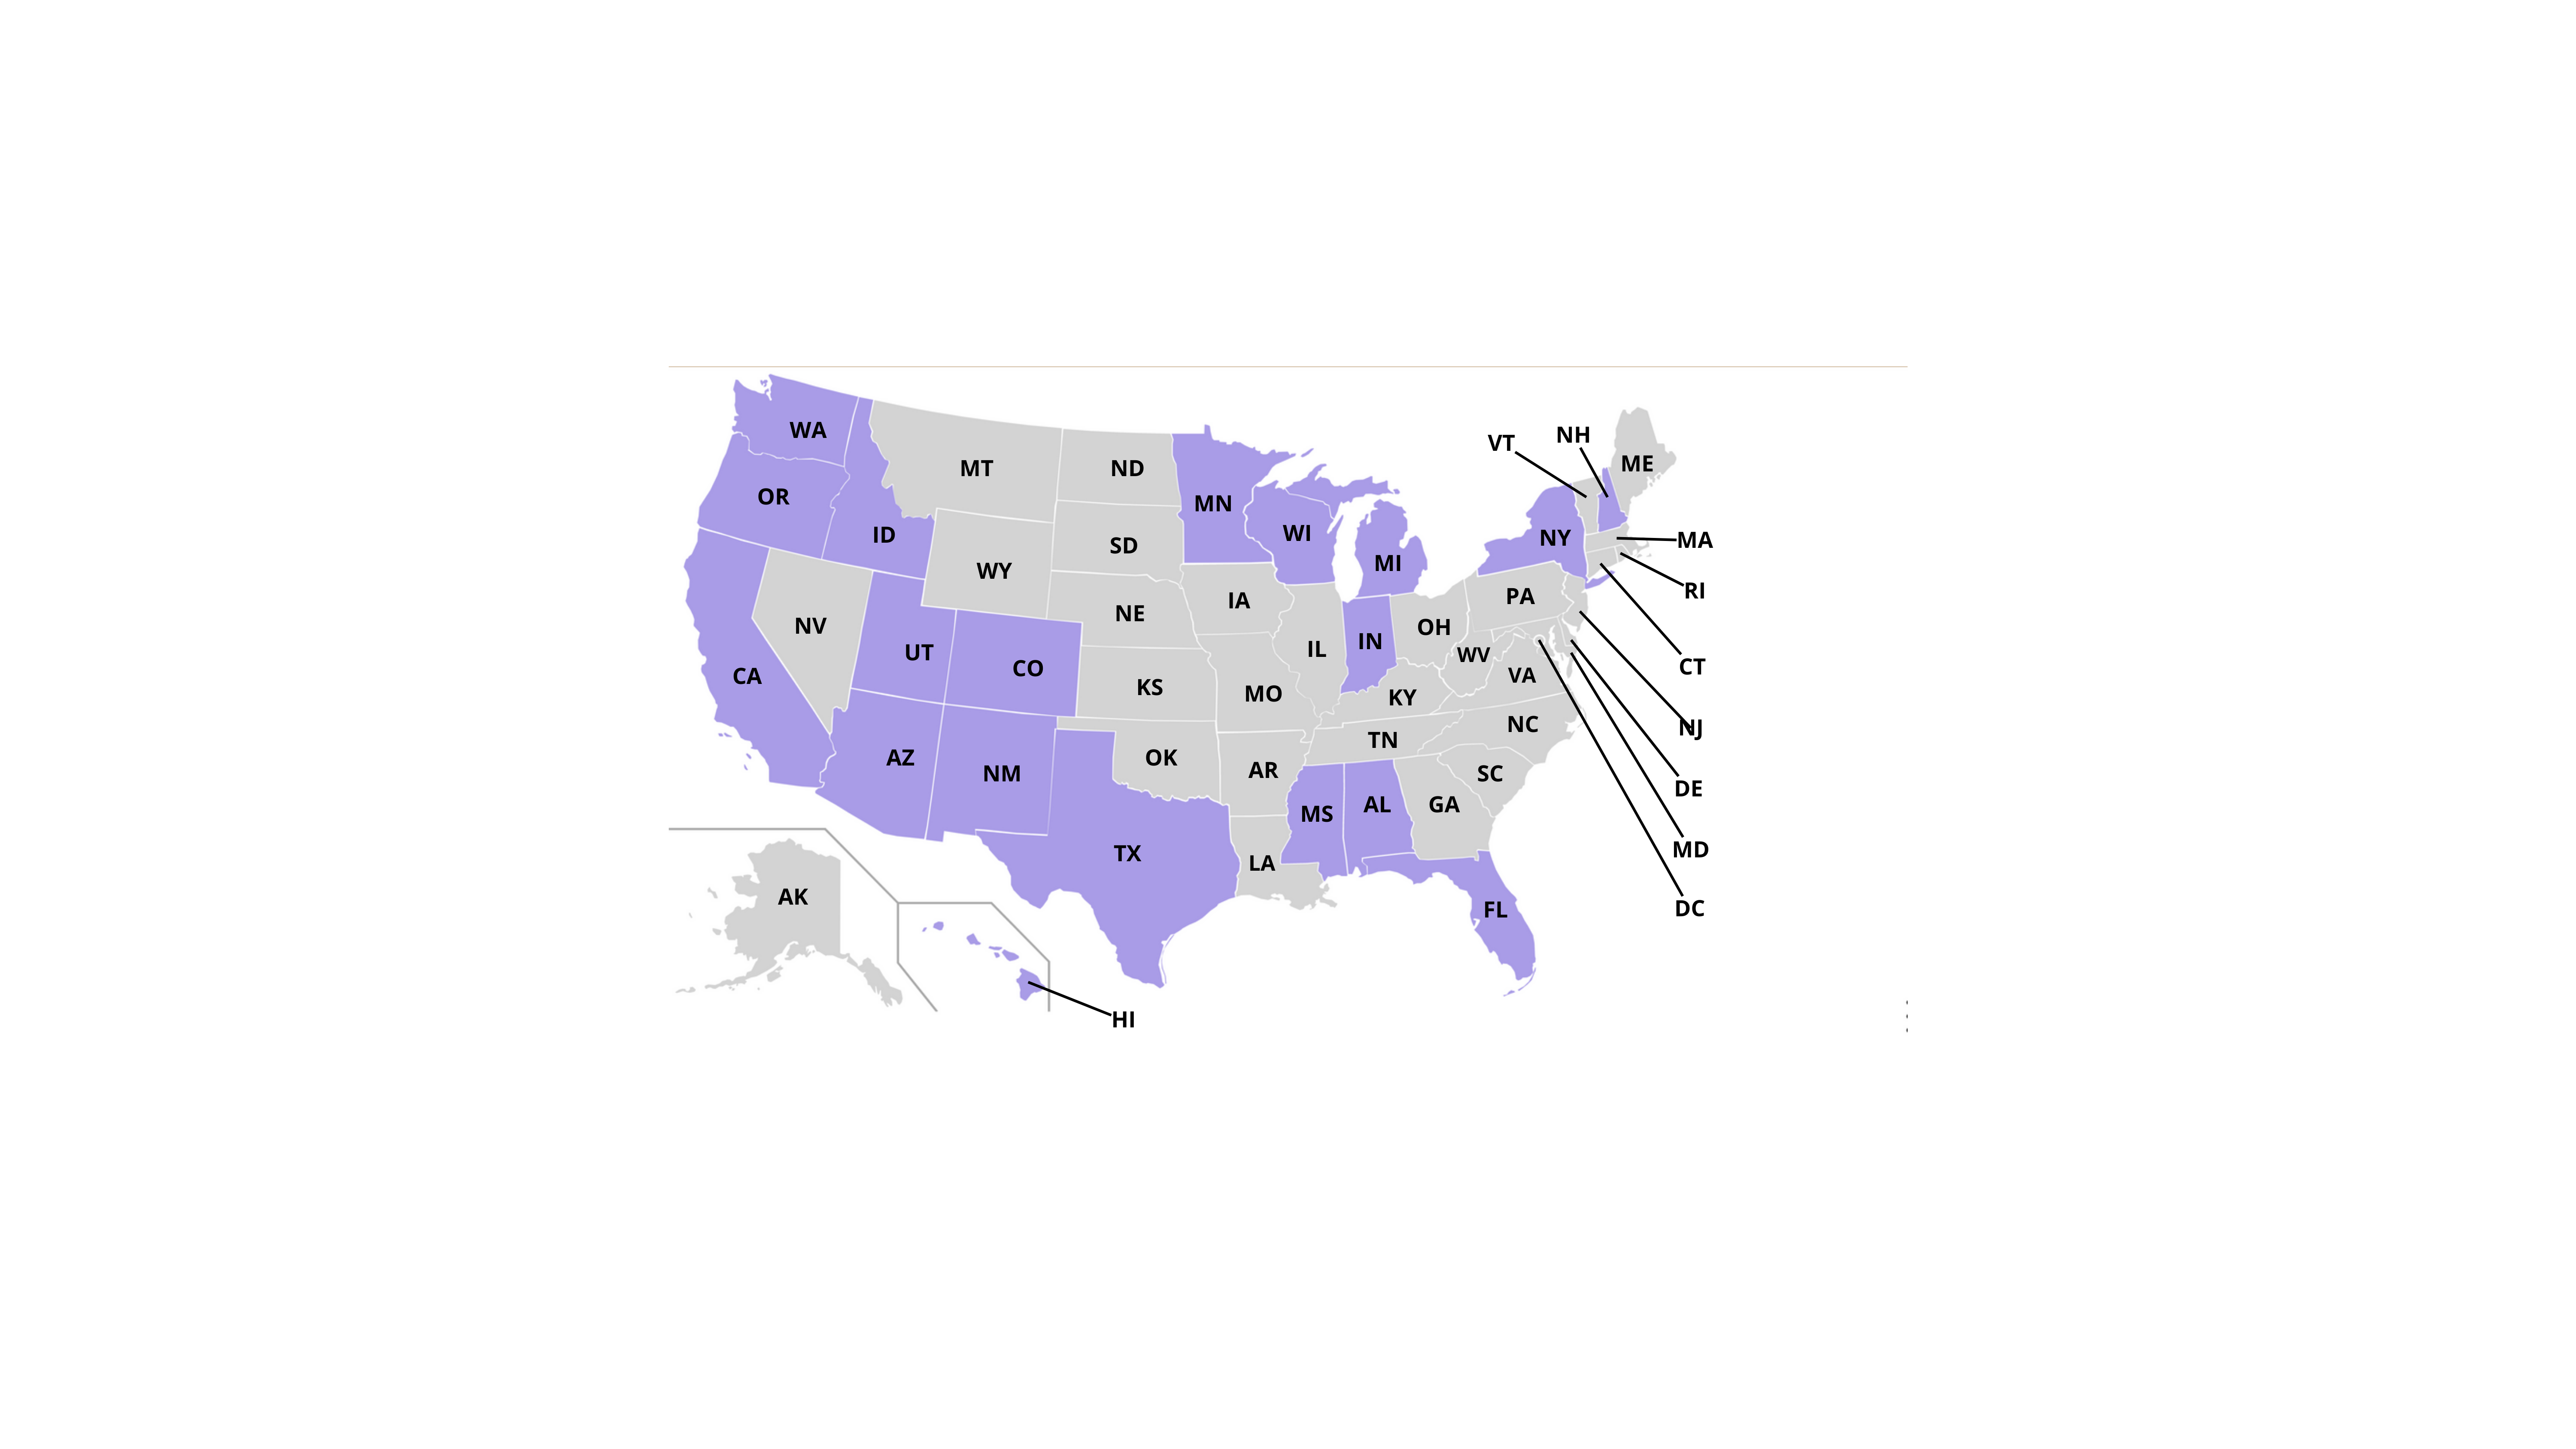 WA
MT
ND
VT
NH
ME
OR
MN
ID
WI
NY
MA
SD
MI
WY
RI
IA
PA
NE
NV
OH
IN
IL
UT
WV
CO
CT
VA
CA
KS
MO
KY
NC
NJ
TN
AZ
OK
AR
NM
SC
DE
MS
AL
GA
TX
MD
LA
AK
FL
DC
HI